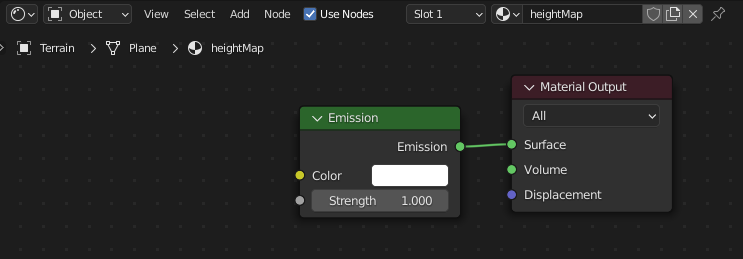 Object View Select Add Node Use Nodes Slot 1 heightMap
Terrain Plane heightMap
Material Output
All
Emission
Emission
Surface
Color
Volume
Strength 1.000
Displacement